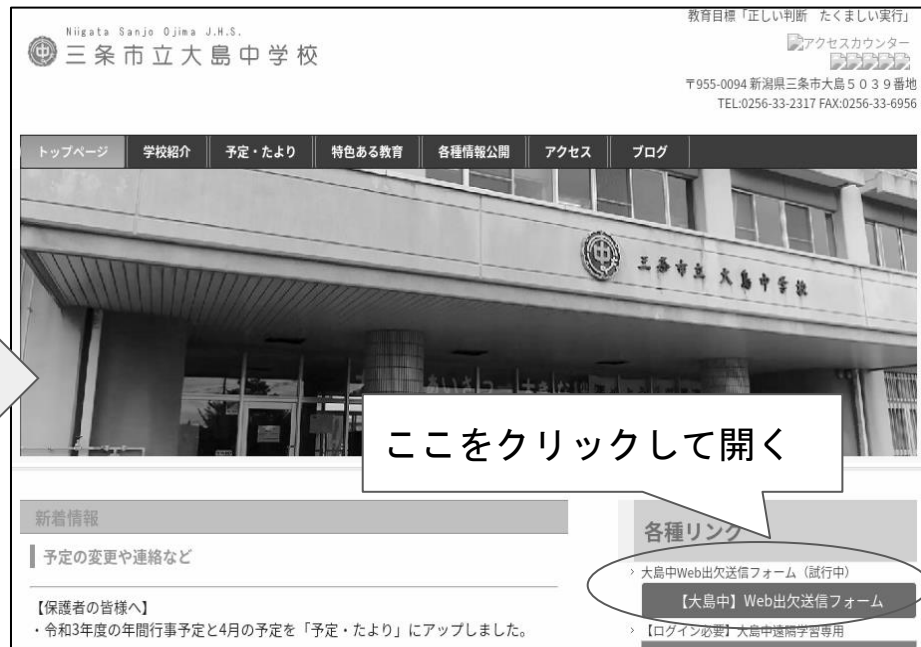 教育目標「正しい判断 たくましい実行」
Niigata Sanjo Ojima J.H.S.
三条市立大島中学校
アクセスカウンター
〒955-0094 新潟県三条市大島5039番地
TEL:0256-33-2317 FAX:0256-33-6956
トップページ 学校紹介 予定・たより 特色ある教育 各種情報公開 アクセス ブログ
中 三条市立 大島中学校
ここをクリックして開く
新着情報
各種リンク
予定の変更や連絡など
大島中Web出欠送信フォーム（試行中）
【大島中】Web出欠送信フォーム
【保護者の皆様へ】
・令和3年度の年間行事予定と4月の予定を「予定・たより」にアップしました。
【ログイン必要】大島中遠隔学習専用